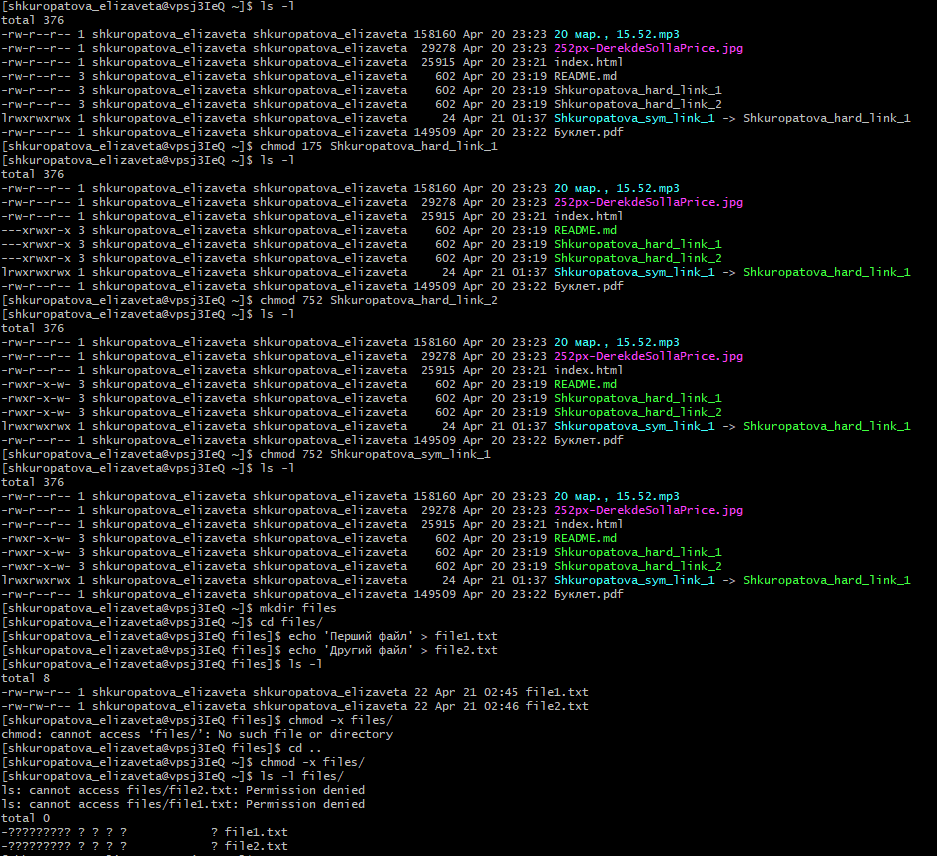 [shkuropatova_elizaveta@vpsj3IeQ ~]$ ls -l
total 376
-rw-r--r-- 1 shkuropatova_elizaveta shkuropatova_elizaveta 158160 Apr 20 23:23 20 мар., 15.52.mp3
-rw-r--r-- 1 shkuropatova_elizaveta shkuropatova_elizaveta  29278 Apr 20 23:23 252px-DerekdeSollaPrice.jpg
-rw-r--r-- 1 shkuropatova_elizaveta shkuropatova_elizaveta  25915 Apr 20 23:21 index.html
-rw-r--r-- 3 shkuropatova_elizaveta shkuropatova_elizaveta    602 Apr 20 23:19 README.md
-rw-r--r-- 3 shkuropatova_elizaveta shkuropatova_elizaveta    602 Apr 20 23:19 Shkuropatova_hard_link_1
-rw-r--r-- 3 shkuropatova_elizaveta shkuropatova_elizaveta    602 Apr 20 23:19 Shkuropatova_hard_link_2
lrwxrwxrwx 1 shkuropatova_elizaveta shkuropatova_elizaveta     24 Apr 21 01:37 Shkuropatova_sym_link_1 -> Shkuropatova_hard_link_1
-rw-r--r-- 1 shkuropatova_elizaveta shkuropatova_elizaveta 149509 Apr 20 23:22 Буклет.pdf
[shkuropatova_elizaveta@vpsj3IeQ ~]$ chmod 175 Shkuropatova_hard_link_1
[shkuropatova_elizaveta@vpsj3IeQ ~]$ ls -l
total 376
-rw-r--r-- 1 shkuropatova_elizaveta shkuropatova_elizaveta 158160 Apr 20 23:23 20 мар., 15.52.mp3
-rw-r--r-- 1 shkuropatova_elizaveta shkuropatova_elizaveta  29278 Apr 20 23:23 252px-DerekdeSollaPrice.jpg
-rw-r--r-- 1 shkuropatova_elizaveta shkuropatova_elizaveta  25915 Apr 20 23:21 index.html
---xrwxr-x 3 shkuropatova_elizaveta shkuropatova_elizaveta    602 Apr 20 23:19 README.md
---xrwxr-x 3 shkuropatova_elizaveta shkuropatova_elizaveta    602 Apr 20 23:19 Shkuropatova_hard_link_1
---xrwxr-x 3 shkuropatova_elizaveta shkuropatova_elizaveta    602 Apr 20 23:19 Shkuropatova_hard_link_2
lrwxrwxrwx 1 shkuropatova_elizaveta shkuropatova_elizaveta     24 Apr 21 01:37 Shkuropatova_sym_link_1 -> Shkuropatova_hard_link_1
-rw-r--r-- 1 shkuropatova_elizaveta shkuropatova_elizaveta 149509 Apr 20 23:22 Буклет.pdf
[shkuropatova_elizaveta@vpsj3IeQ ~]$ chmod 752 Shkuropatova_hard_link_2
[shkuropatova_elizaveta@vpsj3IeQ ~]$ ls -l
total 376
-rw-r--r-- 1 shkuropatova_elizaveta shkuropatova_elizaveta 158160 Apr 20 23:23 20 мар., 15.52.mp3
-rw-r--r-- 1 shkuropatova_elizaveta shkuropatova_elizaveta  29278 Apr 20 23:23 252px-DerekdeSollaPrice.jpg
-rw-r--r-- 1 shkuropatova_elizaveta shkuropatova_elizaveta  25915 Apr 20 23:21 index.html
-rwxr-x-w- 3 shkuropatova_elizaveta shkuropatova_elizaveta    602 Apr 20 23:19 README.md
-rwxr-x-w- 3 shkuropatova_elizaveta shkuropatova_elizaveta    602 Apr 20 23:19 Shkuropatova_hard_link_1
-rwxr-x-w- 3 shkuropatova_elizaveta shkuropatova_elizaveta    602 Apr 20 23:19 Shkuropatova_hard_link_2
lrwxrwxrwx 1 shkuropatova_elizaveta shkuropatova_elizaveta     24 Apr 21 01:37 Shkuropatova_sym_link_1 -> Shkuropatova_hard_link_1
-rw-r--r-- 1 shkuropatova_elizaveta shkuropatova_elizaveta 149509 Apr 20 23:22 Буклет.pdf
[shkuropatova_elizaveta@vpsj3IeQ ~]$ chmod 752 Shkuropatova_sym_link_1
[shkuropatova_elizaveta@vpsj3IeQ ~]$ ls -l
total 376
-rw-r--r-- 1 shkuropatova_elizaveta shkuropatova_elizaveta 158160 Apr 20 23:23 20 мар., 15.52.mp3
-rw-r--r-- 1 shkuropatova_elizaveta shkuropatova_elizaveta  29278 Apr 20 23:23 252px-DerekdeSollaPrice.jpg
-rw-r--r-- 1 shkuropatova_elizaveta shkuropatova_elizaveta  25915 Apr 20 23:21 index.html
-rwxr-x-w- 3 shkuropatova_elizaveta shkuropatova_elizaveta    602 Apr 20 23:19 README.md
-rwxr-x-w- 3 shkuropatova_elizaveta shkuropatova_elizaveta    602 Apr 20 23:19 Shkuropatova_hard_link_1
-rwxr-x-w- 3 shkuropatova_elizaveta shkuropatova_elizaveta    602 Apr 20 23:19 Shkuropatova_hard_link_2
lrwxrwxrwx 1 shkuropatova_elizaveta shkuropatova_elizaveta     24 Apr 21 01:37 Shkuropatova_sym_link_1 -> Shkuropatova_hard_link_1
-rw-r--r-- 1 shkuropatova_elizaveta shkuropatova_elizaveta 149509 Apr 20 23:22 Буклет.pdf
[shkuropatova_elizaveta@vpsj3IeQ ~]$ mkdir files
[shkuropatova_elizaveta@vpsj3IeQ ~]$ cd files/
[shkuropatova_elizaveta@vpsj3IeQ files]$ echo 'Перший файл' > file1.txt
[shkuropatova_elizaveta@vpsj3IeQ files]$ echo 'Другий файл' > file2.txt
[shkuropatova_elizaveta@vpsj3IeQ files]$ ls -l
total 8
-rw-rw-r-- 1 shkuropatova_elizaveta shkuropatova_elizaveta 22 Apr 21 02:45 file1.txt
-rw-rw-r-- 1 shkuropatova_elizaveta shkuropatova_elizaveta 22 Apr 21 02:46 file2.txt
[shkuropatova_elizaveta@vpsj3IeQ files]$ chmod -x files/
chmod: cannot access ‘files/’: No such file or directory
[shkuropatova_elizaveta@vpsj3IeQ files]$ cd ..
[shkuropatova_elizaveta@vpsj3IeQ ~]$ chmod -x files/
[shkuropatova_elizaveta@vpsj3IeQ ~]$ ls -l files/
ls: cannot access files/file2.txt: Permission denied
ls: cannot access files/file1.txt: Permission denied
total 0
-????????? ? ? ? ?            ? file1.txt
-????????? ? ? ? ?            ? file2.txt